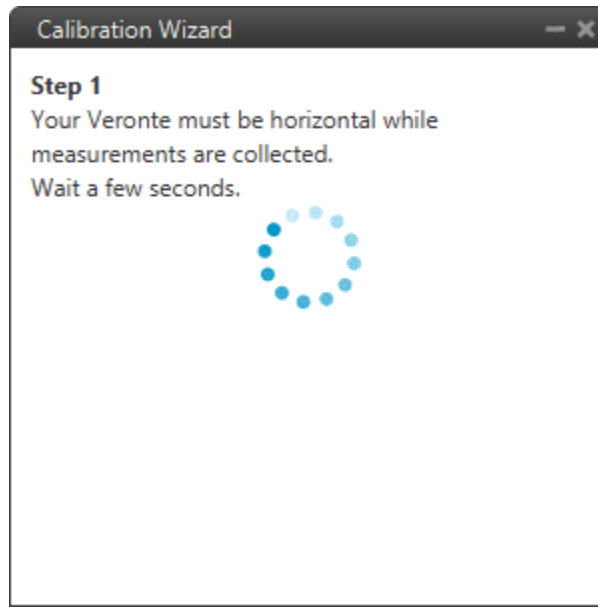 Calibration Wizard
Step 1
Your Veronte must be horizontal while
measurements are collected.
Wait a few seconds.